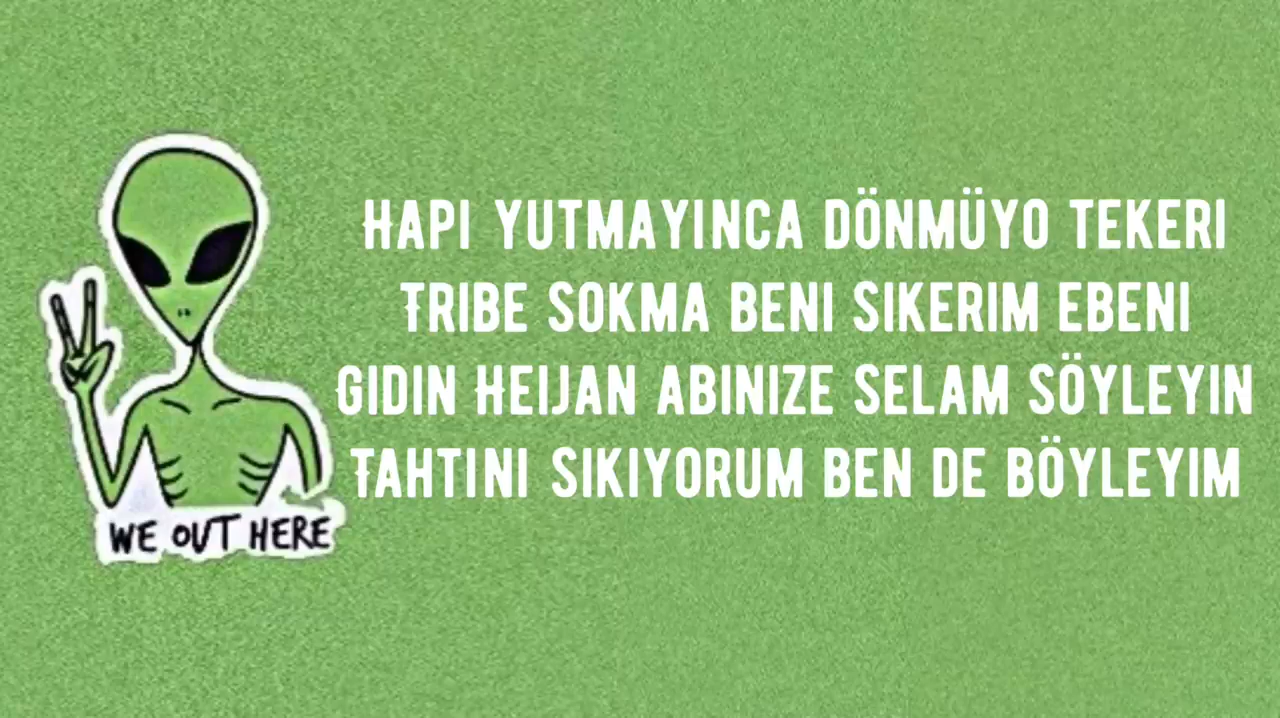 HAPI YUTMAYINCA DÖNMÜYO TEKERI
TRIBE SOKMA BENI SIKERIM EBENI
GIDIN HEIJAN ABINIZE SELAM SÖYLEYIN
TAHTINI SIKIYORUM BEN DE BÖYLEYIM
WE OUT HERE